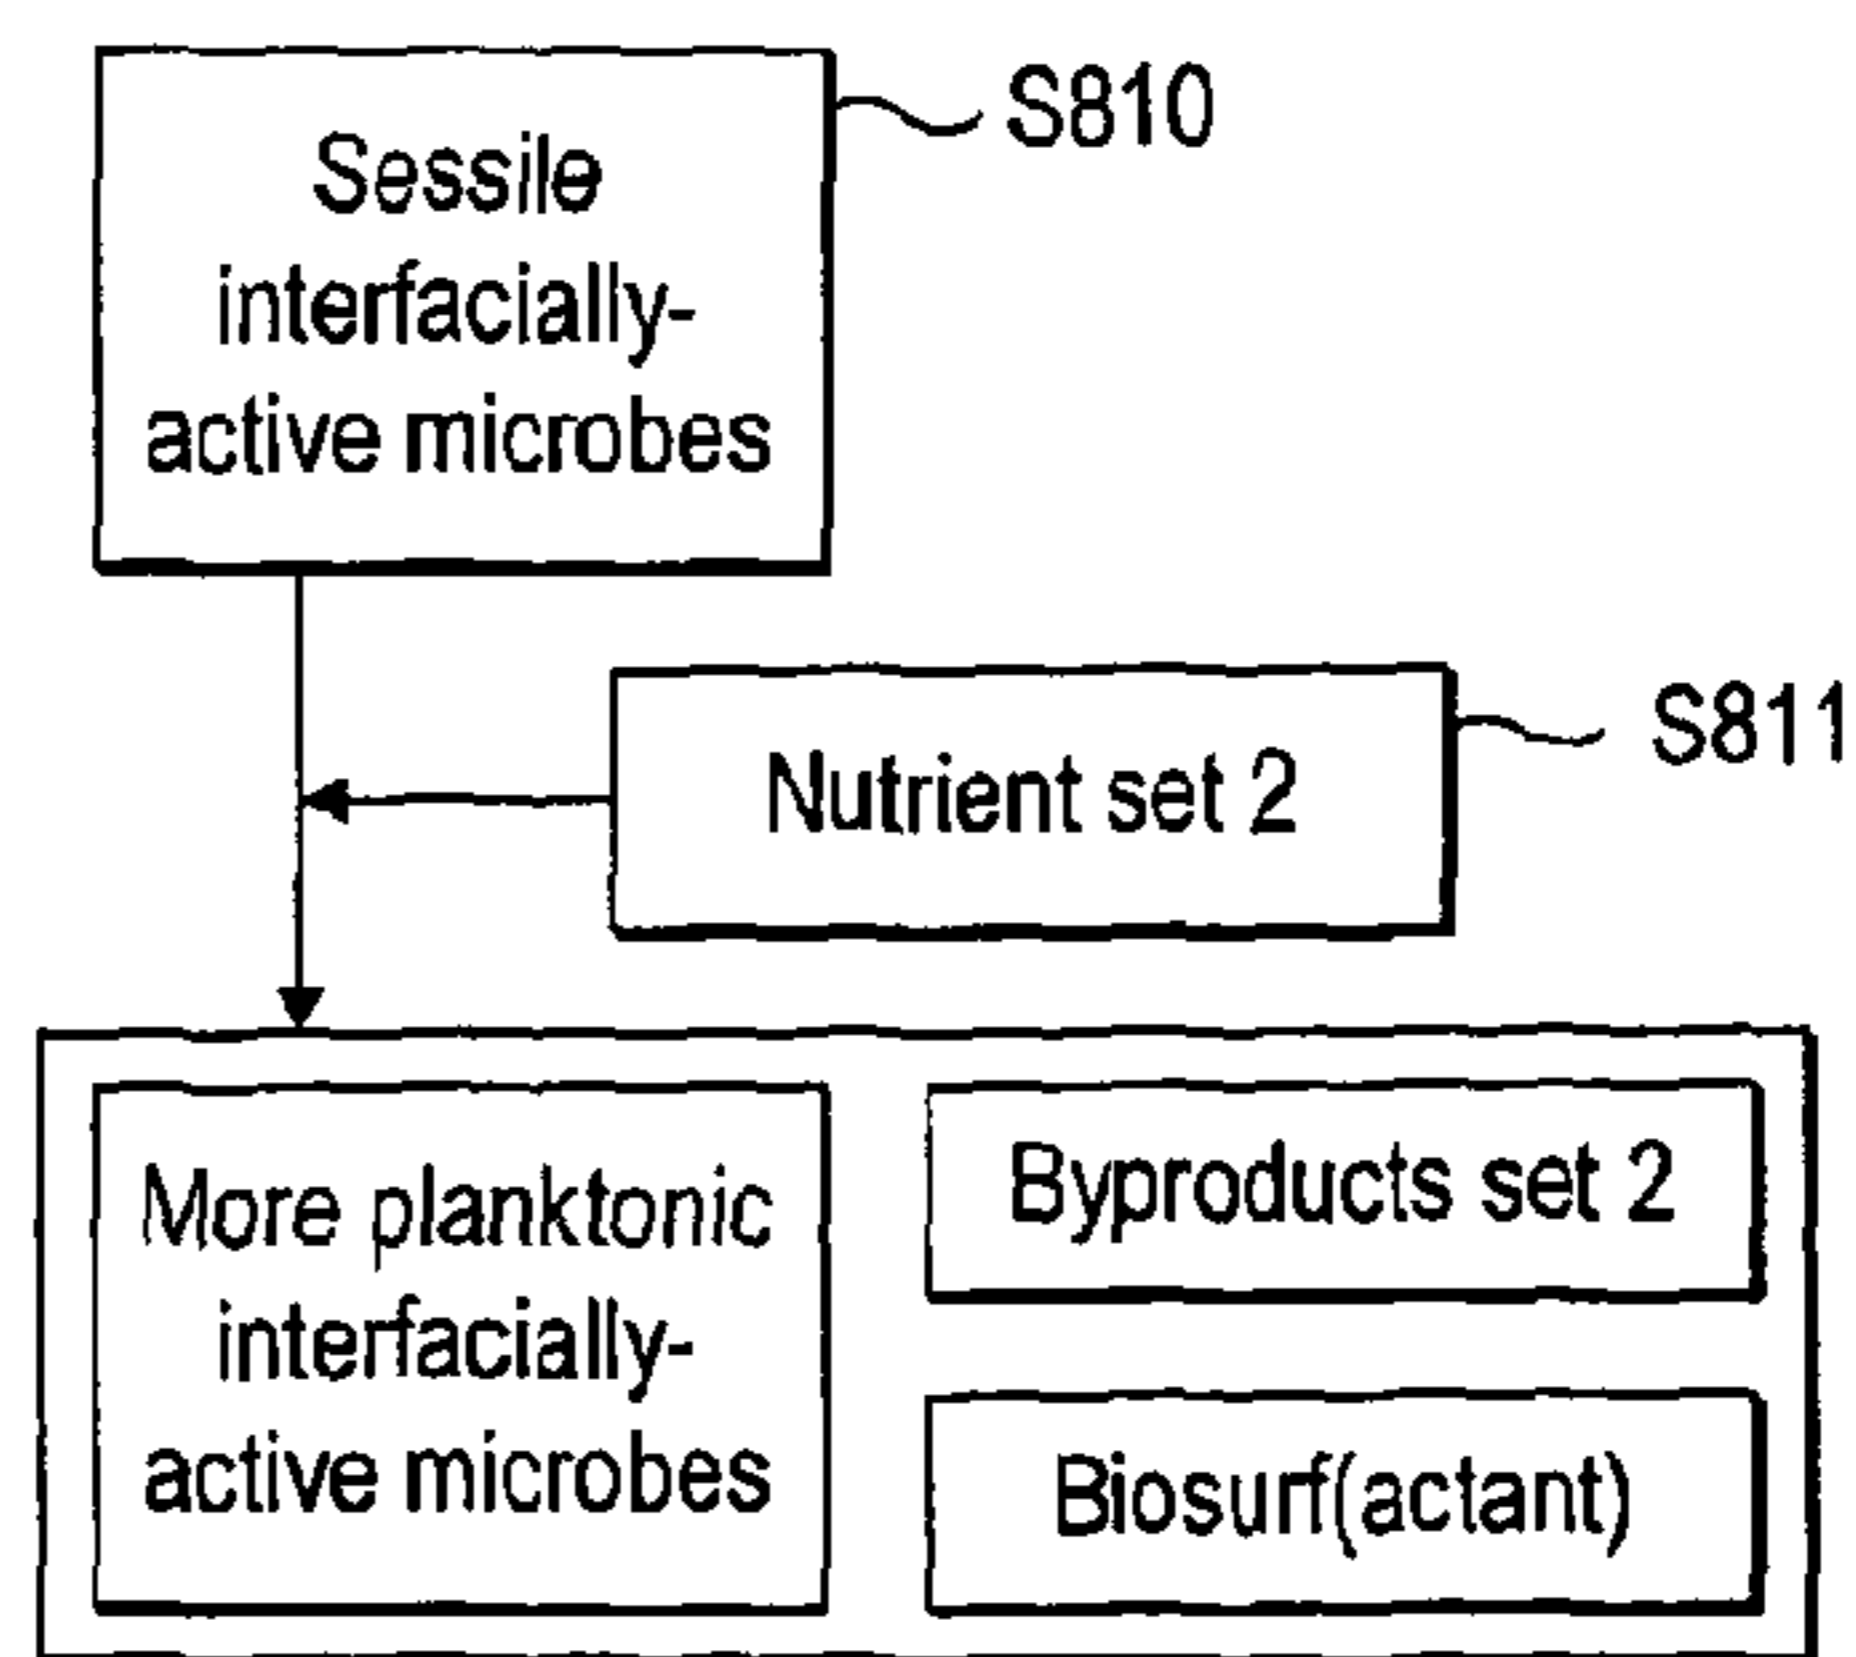 Sessile
interfacially-
active microbes
S810
Nutrient set 2
S811
More planktonic
interfacially-
active microbes
Byproducts set 2
Biosurf(actant)